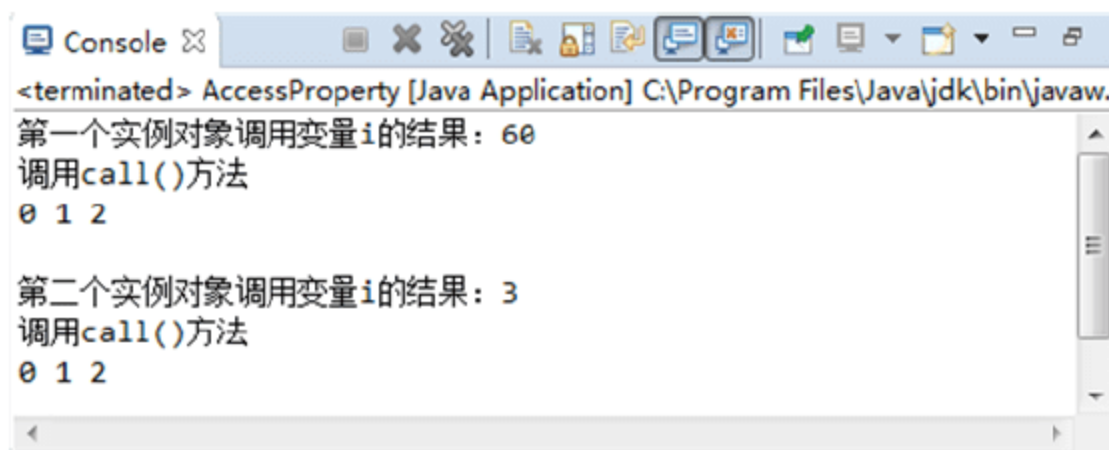 Console
<terminated> AccessProperty [Java Application] C:\Program Files\Java\jdk\bin\javaw.
第一个实例对象调用变量i的结果：60
调用call()方法
0 1 2
第二个实例对象调用变量i的结果：3
调用call()方法
0 1 2